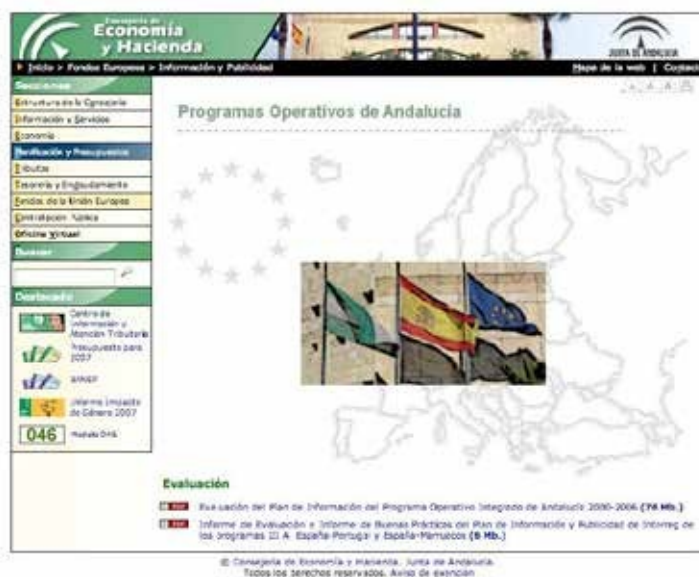 Consejería de
Economía
y Hacienda
JUNTA DE ANDALUCIA
Inicio > Fondos Europeos > Información y Publicidad
Mapa de la web | Contacto
Secciones
Estructura de la Consejería
Información y Servicios
Economía
Planificación y Presupuestos
Tributos
Tesorería y Endeudamiento
Fondos de la Unión Europea
Contratación Pública
Oficina Virtual
Buscar
Destacado
Centro de
Información y
Atención Tributaria
Presupuesto para
2007
Informe Impacto
de Género 2007
046
Modelo 046
Programas Operativos de Andalucía
Evaluación
PDF Evaluación del Plan de Información del Programa Operativo Integrado de Andalucía 2000-2006 (76 Mb.)
PDF Informe de Evaluación e Informe de Buenas Prácticas del Plan de Información y Publicidad de Interreg de
los programas III A España-Portugal y España-Marruecos (6 Mb.)
© Consejería de Economía y Hacienda. Junta de Andalucía.
Todos los derechos reservados. Aviso de exención